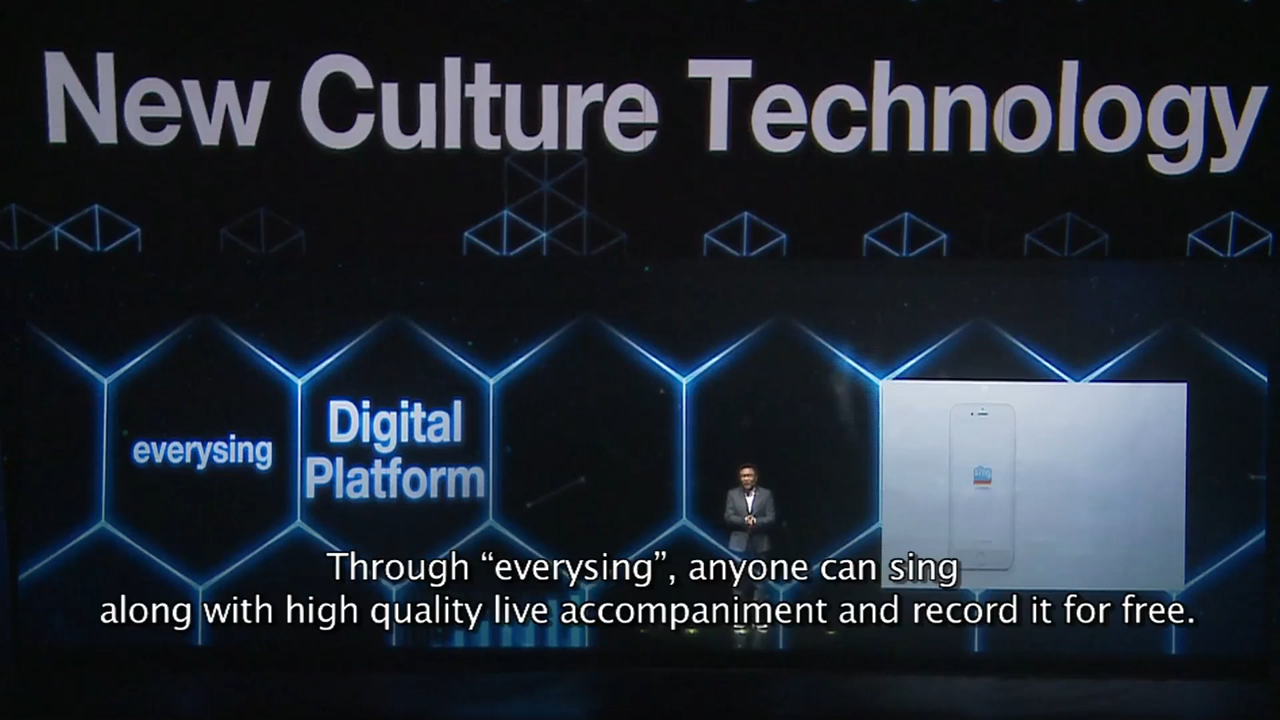 New Culture Technology
everysing
Digital
Platform
sing
Through “everysing”, anyone can sing
along with high quality live accompaniment and record it for free.